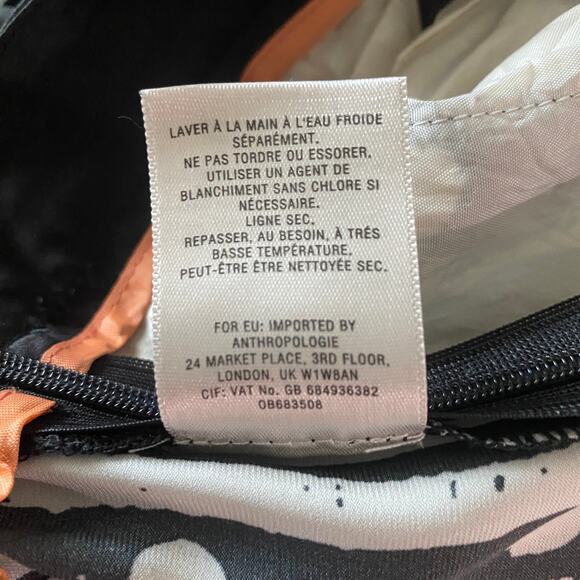 LAVER À LA MAIN À L'EAU FROIDE
SÉPARÉMENT.
NE PAS TORDRE OU ESSORER.
UTILISER UN AGENT DE
BLANCHIMENT SANS CHLORE SI
NÉCESSAIRE.
LIGNE SEC.
REPASSER, AU BESOIN, À TRÉS
BASSE TEMPÉRATURE.
PEUT-ÊTRE ÊTRE NETTOYÉE SEC.
FOR EU: IMPORTED BY
ANTHROPOLOGIE
24 MARKET PLACE, 3RD FLOOR,
LONDON, UK W1W8AN
CIF: VAT No. GB 684936382
OB683508